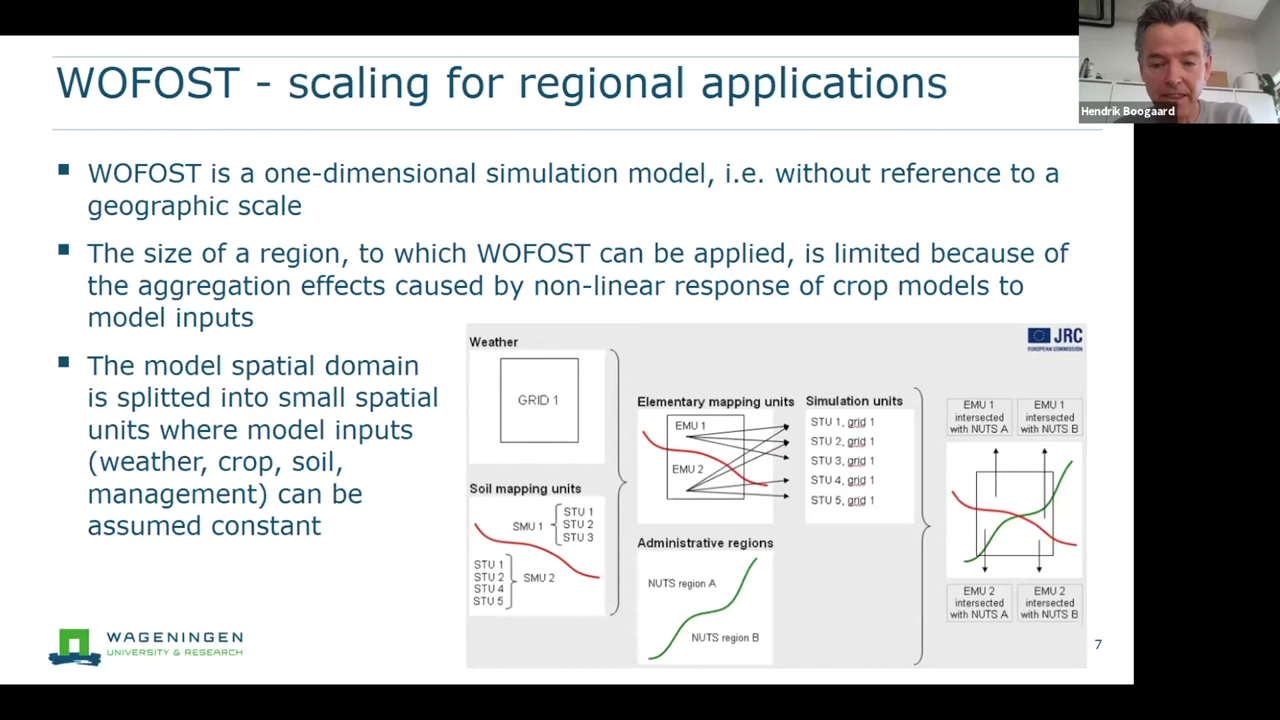 WOFOST - scaling for regional applications
Hendrik Boogaard
▪ WOFOST is a one-dimensional simulation model, i.e. without reference to a
geographic scale
▪ The size of a region, to which WOFOST can be applied, is limited because of
the aggregation effects caused by non-linear response of crop models to
model inputs
▪ The model spatial domain
is splitted into small spatial
units where model inputs
(weather, crop, soil,
management) can be
assumed constant
JRC
EUROPEAN COMMISSION
Weather
GRID 1
Soil mapping units
SMU 1
STU 1
STU 2
STU 3
STU 1
STU 2
STU 4
STU 5
SMU 2
Elementary mapping units
EMU 1
EMU 2
Simulation units
STU 1, grid 1
STU 2, grid 1
STU 3, grid 1
STU 4, grid 1
STU 5, grid 1
Administrative regions
NUTS region A
NUTS region B
EMU 1
intersected
with NUTS A
EMU 1
intersected
with NUTS B
EMU 2
intersected
with NUTS A
EMU 2
intersected
with NUTS B
WAGENINGEN
UNIVERSITY & RESEARCH
7